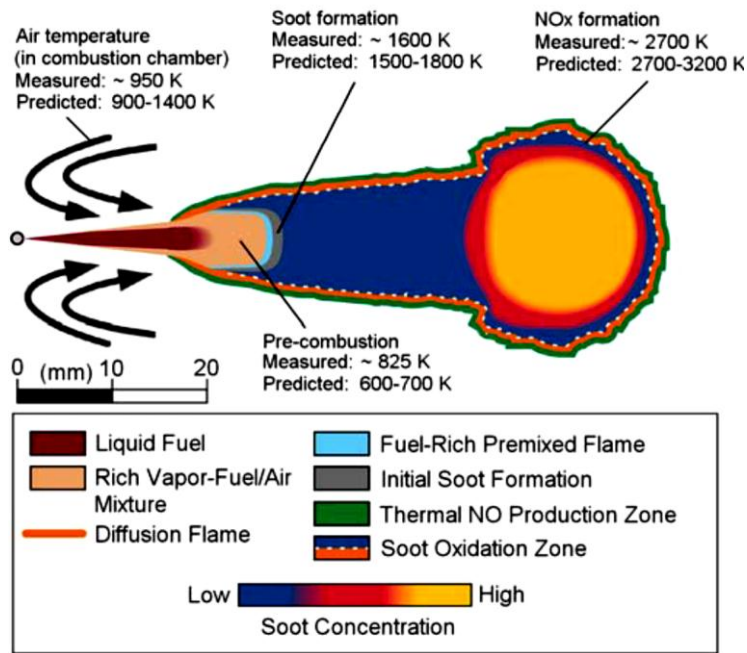 Air temperature
(in combustion chamber)
Measured: ~ 950 K
Predicted: 900-1400 K
Soot formation
Measured: ~ 1600 K
Predicted: 1500-1800 K
NOx formation
Measured: ~ 2700 K
Predicted: 2700-3200 K
Pre-combustion
Measured: ~ 825 K
Predicted: 600-700 K
0 (mm) 10 20
Liquid Fuel
Rich Vapor-Fuel/Air
Mixture
Diffusion Flame
Fuel-Rich Premixed Flame
Initial Soot Formation
Thermal NO Production Zone
Soot Oxidation Zone
Low High
Soot Concentration